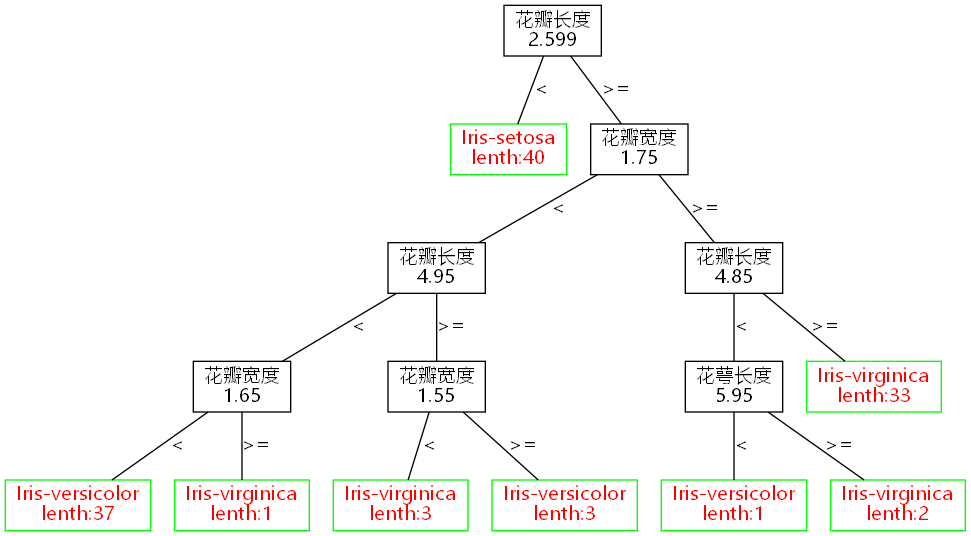 花瓣长度
2.599
<
>=
Iris-setosa
lenth:40
花瓣宽度
1.75
<
>=
花瓣长度
4.95
花瓣长度
4.85
<
>=
<
>=
花瓣宽度
1.65
花瓣宽度
1.55
花萼长度
5.95
Iris-virginica
lenth:33
<
>=
<
>=
<
>=
Iris-versicolor
lenth:37
Iris-virginica
lenth:1
Iris-virginica
lenth:3
Iris-versicolor
lenth:3
Iris-versicolor
lenth:1
Iris-virginica
lenth:2